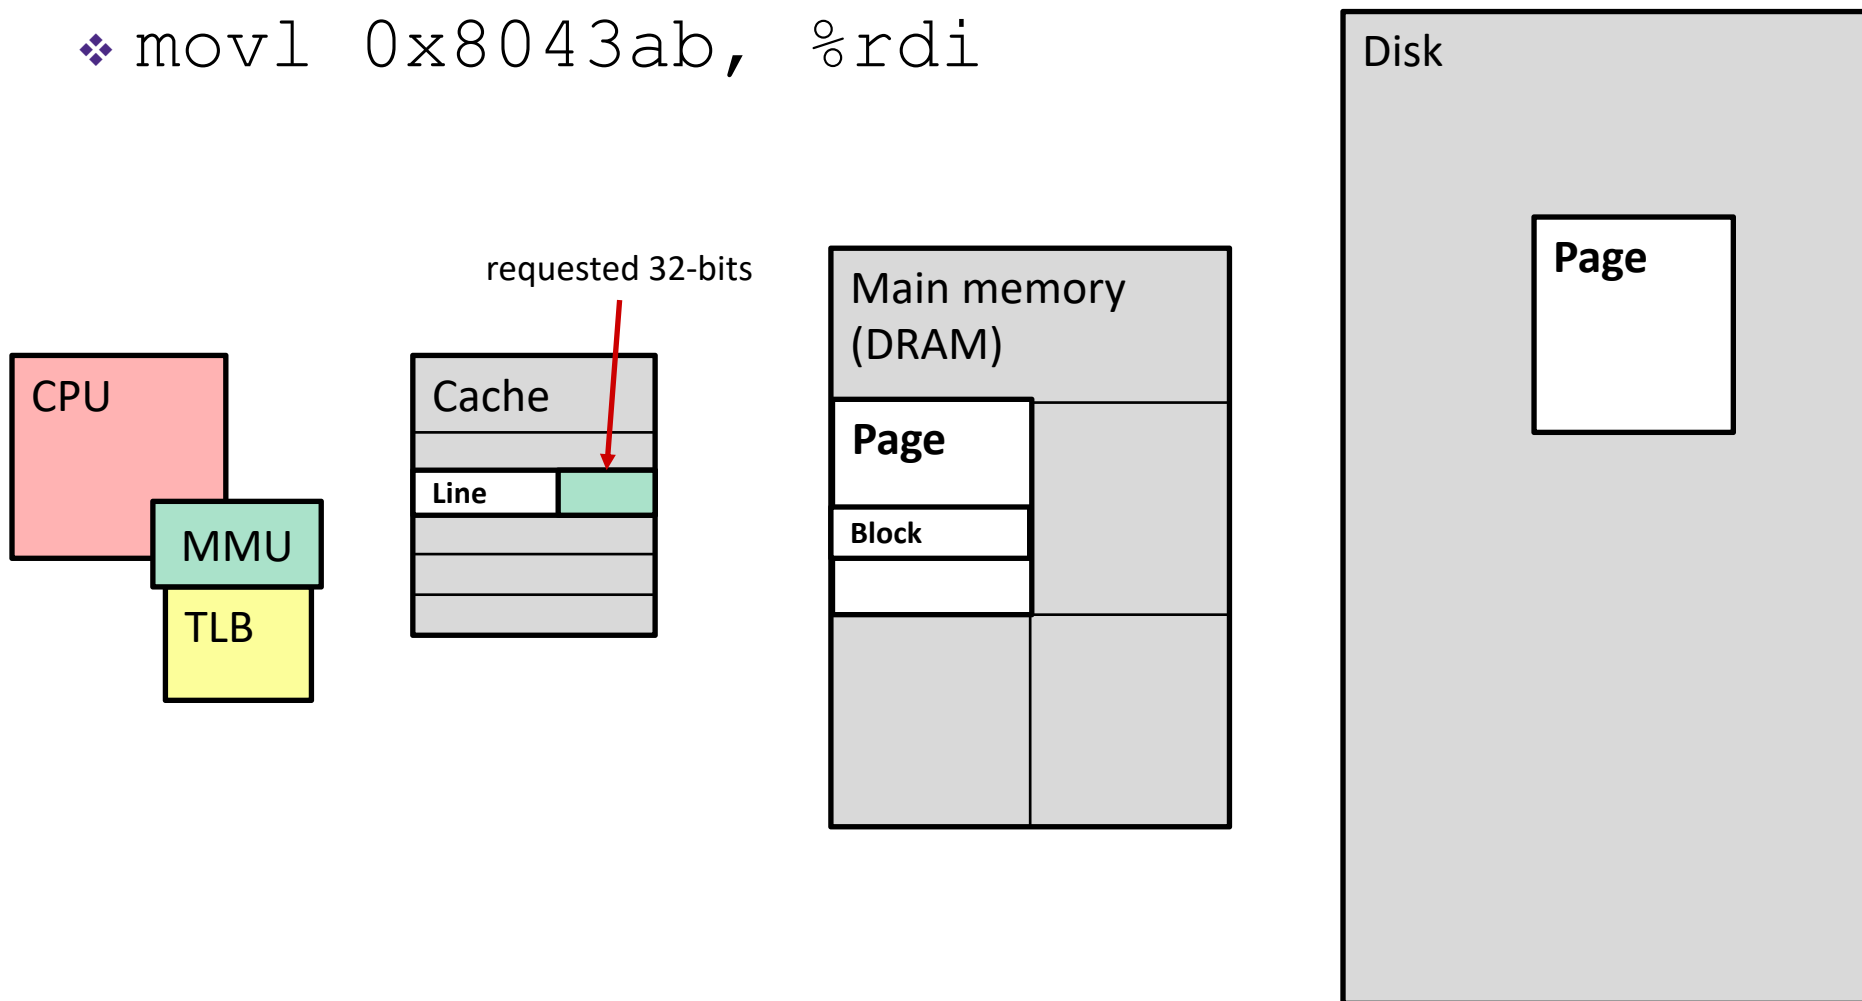 ❖ movl 0x8043ab, %rdi
Disk
Page
requested 32-bits
Main memory
(DRAM)
CPU
Cache
Page
Line
Block
MMU
TLB